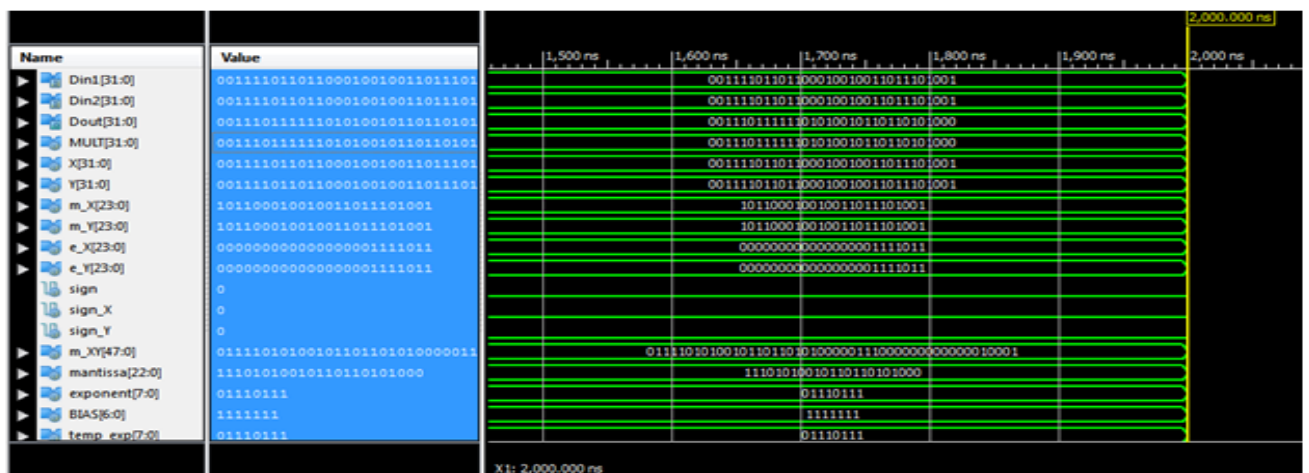 2,000.000 ns
Name
Value
1,500 ns
1,600 ns
1,700 ns
1,800 ns
1,900 ns
2,000 ns
Din1[31:0] 00111101101100010010011011101 00111101101100010010011011101001
Din2[31:0] 00111101101100010010011011101 00111101101100010010011011101001
Dout[31:0] 00111011111101010010110110101 00111011111101010010110110101000
MULT[31:0] 00111011111101010010110110101 00111011111101010010110110101000
X[31:0] 00111101101100010010011011101 00111101101100010010011011101001
Y[31:0] 00111101101100010010011011101 00111101101100010010011011101001
m_X[23:0] 101100010010011011101001 101100010010011011101001
m_Y[23:0] 101100010010011011101001 101100010010011011101001
e_X[23:0] 000000000000000001111011 000000000000000001111011
e_Y[23:0] 000000000000000001111011 000000000000000001111011
sign 0
sign_X 0
sign_Y 0
m_XY[47:0] 01111010100101101101010000011 011110101001011011010100000111000000000000010001
mantissa[22:0] 11101010010110110101000 11101010010110110101000
exponent[7:0] 01110111 01110111
BIAS[6:0] 1111111 1111111
temp_exp[7:0] 01110111 01110111
X1: 2,000.000 ns